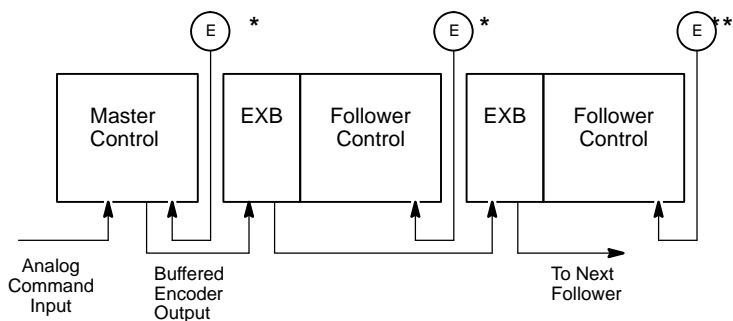 E *
E *
E **
Master
Control
EXB
Follower
Control
EXB
Follower
Control
Analog
Command
Input
Buffered
Encoder
Output
To Next
Follower